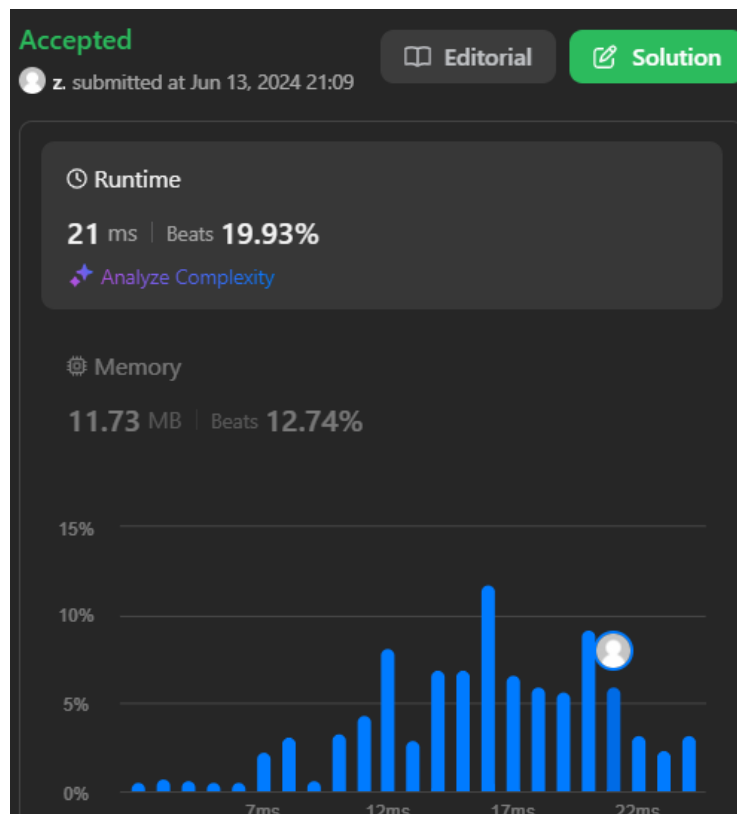 Accepted
Editorial
Solution
z. submitted at Jun 13, 2024 21:09
Runtime
21 ms Beats 19.93%
Analyze Complexity
Memory
11.73 MB Beats 12.74%
15%
10%
5%
0%
7ms 12ms 17ms 22ms